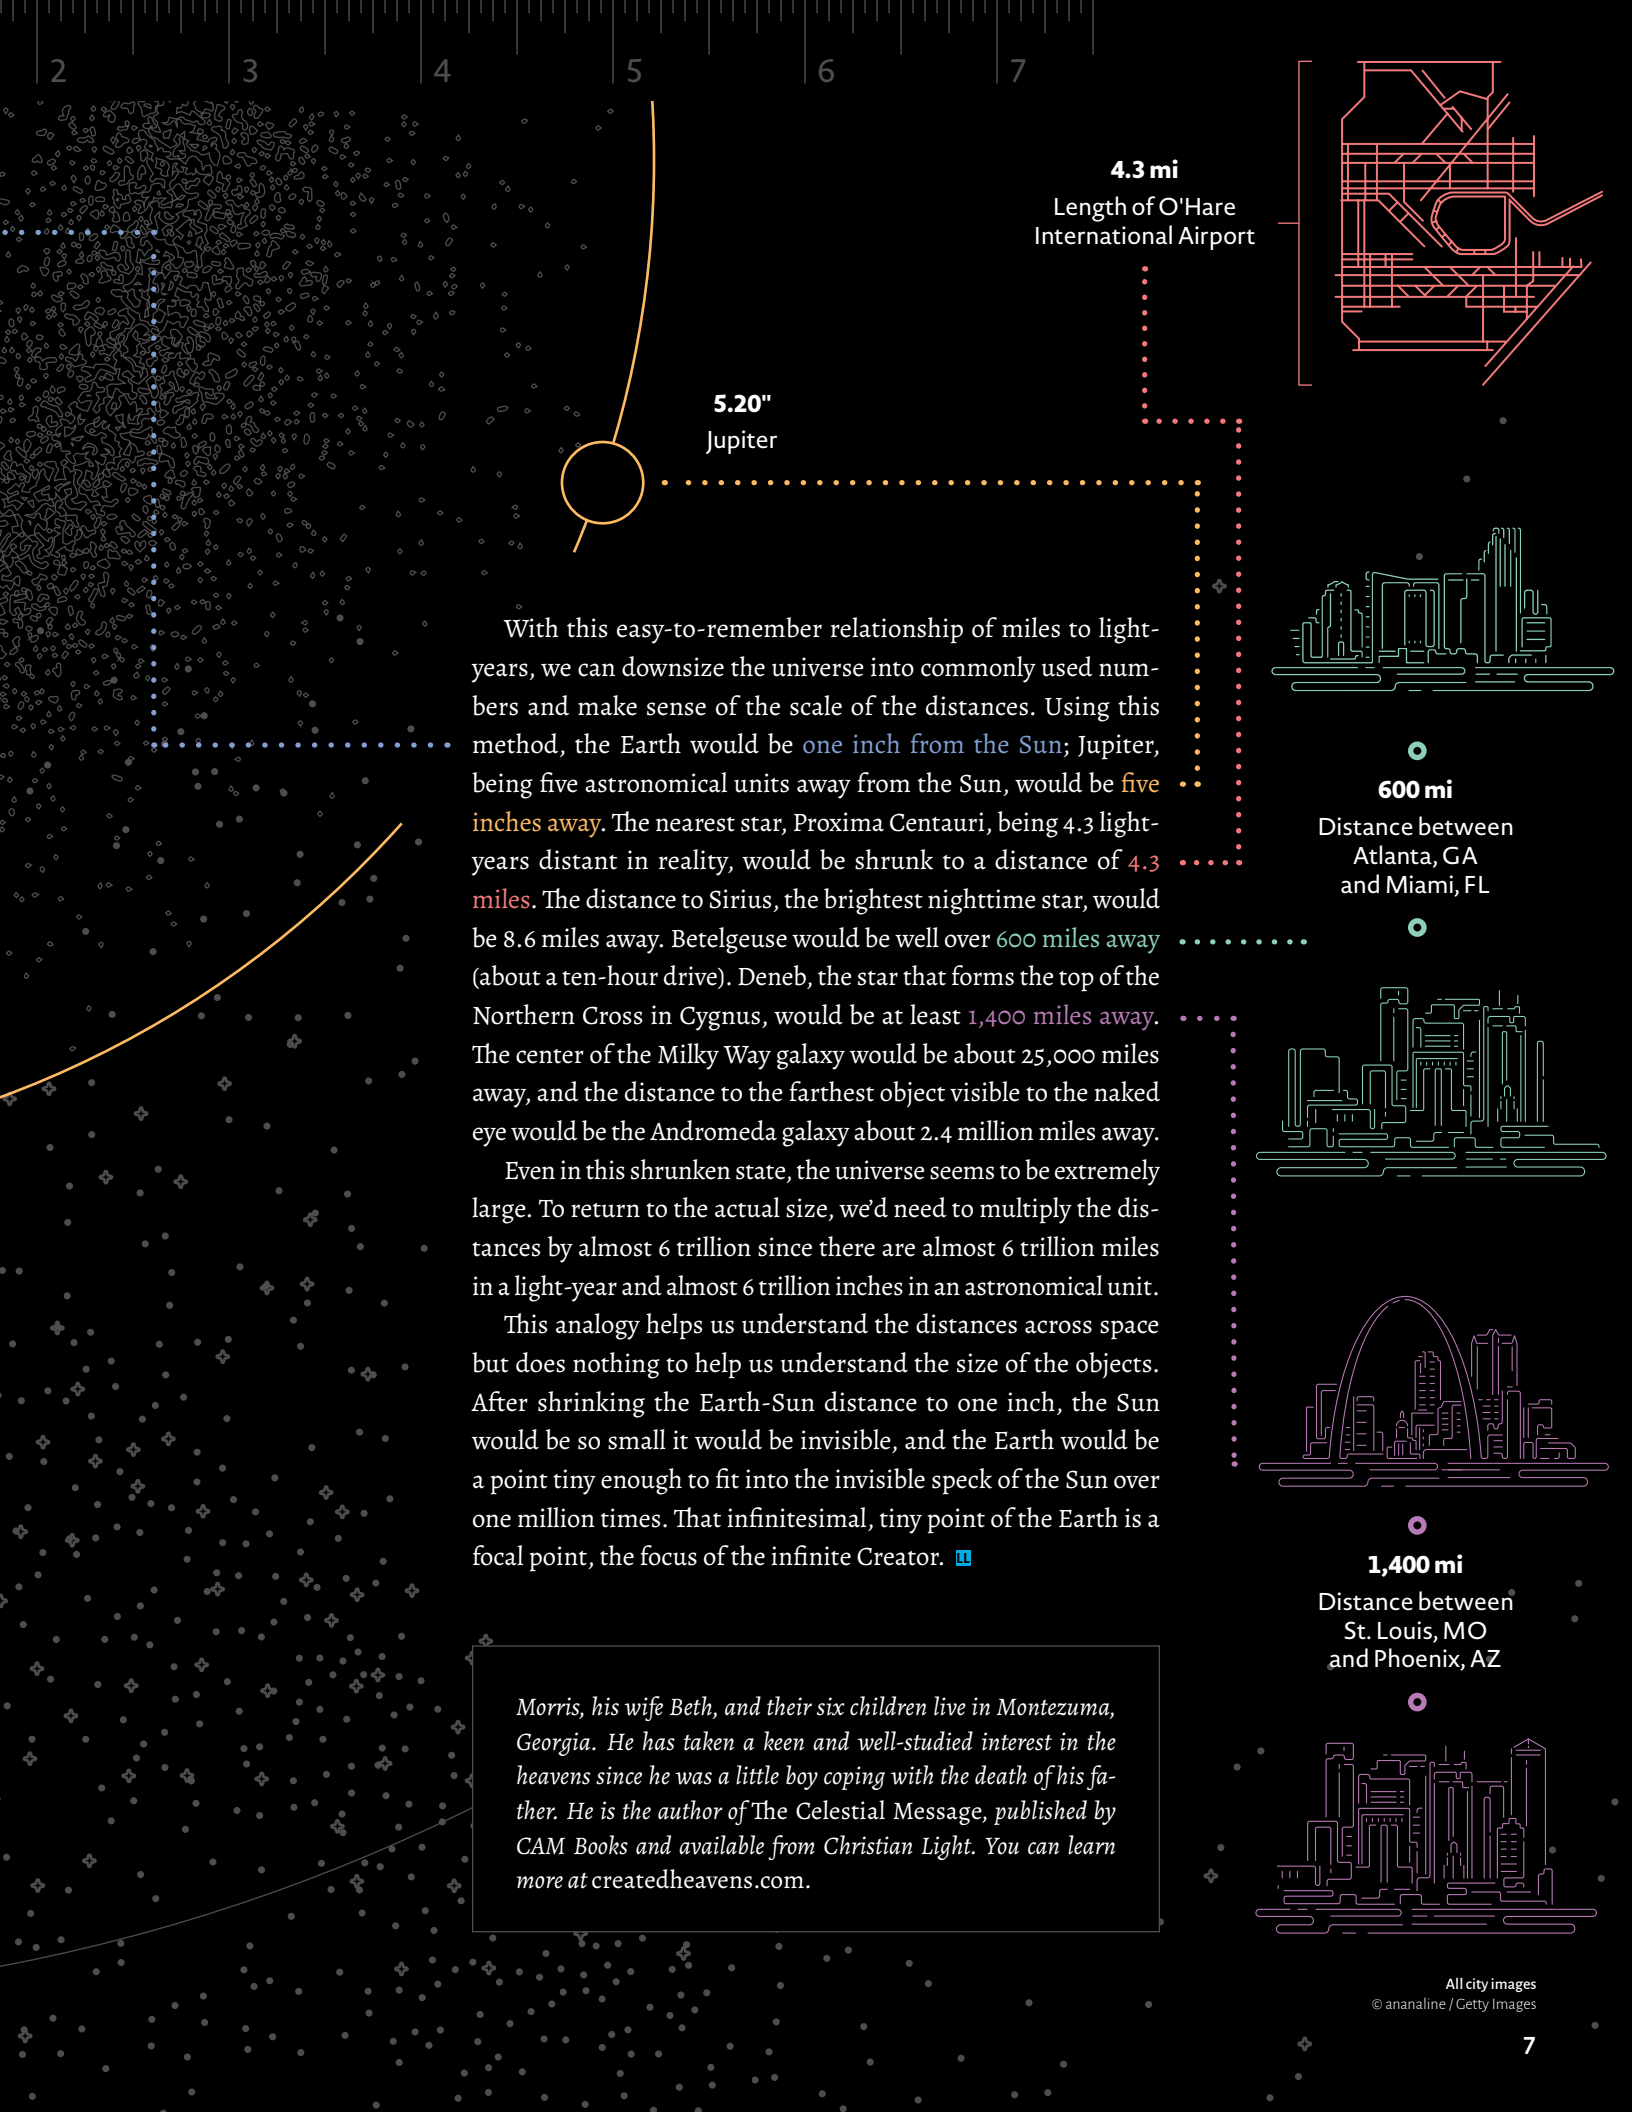 2 3 4 5 6 7
4.3 mi
Length of O'Hare
International Airport
5.20"
Jupiter
With this easy-to-remember relationship of miles to light-
years, we can downsize the universe into commonly used num-
bers and make sense of the scale of the distances. Using this
method, the Earth would be one inch from the Sun; Jupiter,
being five astronomical units away from the Sun, would be five
inches away. The nearest star, Proxima Centauri, being 4.3 light-
years distant in reality, would be shrunk to a distance of 4.3
miles. The distance to Sirius, the brightest nighttime star, would
be 8.6 miles away. Betelgeuse would be well over 600 miles away
(about a ten-hour drive). Deneb, the star that forms the top of the
Northern Cross in Cygnus, would be at least 1,400 miles away.
The center of the Milky Way galaxy would be about 25,000 miles
away, and the distance to the farthest object visible to the naked
eye would be the Andromeda galaxy about 2.4 million miles away.
Even in this shrunken state, the universe seems to be extremely
large. To return to the actual size, we’d need to multiply the dis-
tances by almost 6 trillion since there are almost 6 trillion miles
in a light-year and almost 6 trillion inches in an astronomical unit.
This analogy helps us understand the distances across space
but does nothing to help us understand the size of the objects.
After shrinking the Earth-Sun distance to one inch, the Sun
would be so small it would be invisible, and the Earth would be
a point tiny enough to fit into the invisible speck of the Sun over
one million times. That infinitesimal, tiny point of the Earth is a
focal point, the focus of the infinite Creator. LL
Morris, his wife Beth, and their six children live in Montezuma,
Georgia. He has taken a keen and well-studied interest in the
heavens since he was a little boy coping with the death of his fa-
ther. He is the author of The Celestial Message, published by
CAM Books and available from Christian Light. You can learn
more at createdheavens.com.
600 mi
Distance between
Atlanta, GA
and Miami, FL
1,400 mi
Distance between
St. Louis, MO
and Phoenix, AZ
All city images
© ananaline / Getty Images
7